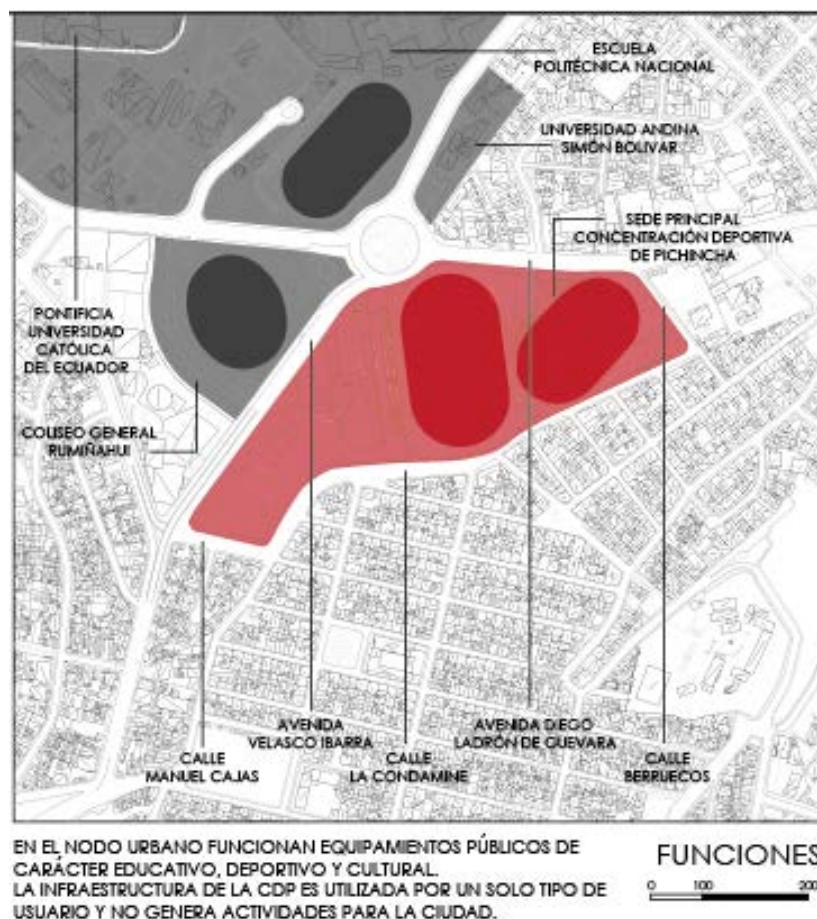 ESCUELA
POLITÉCNICA NACIONAL
UNIVERSIDAD ANDINA
SIMÓN BOLIVAR
SEDE PRINCIPAL
CONCENTRACIÓN DEPORTIVA
DE PICHINCHA
PONTIFICIA
UNIVERSIDAD
CATÓLICA
DEL ECUADOR
COLISEO GENERAL
RUMIÑAHUI
AVENIDA
VELASCO IBARRA
AVENIDA DIEGO
LADRÓN DE GUEVARA
CALLE
MANUEL CAJAS
CALLE
LA CONDAMINE
CALLE
BERRUECOS
EN EL NODO URBANO FUNCIONAN EQUIPAMIENTOS PÚBLICOS DE
CARÁCTER EDUCATIVO, DEPORTIVO Y CULTURAL.
LA INFRAESTRUCTURA DE LA CDP ES UTILIZADA POR UN SOLO TIPO DE
USUARIO Y NO GENERA ACTIVIDADES PARA LA CIUDAD.
FUNCIONES
0 100 200